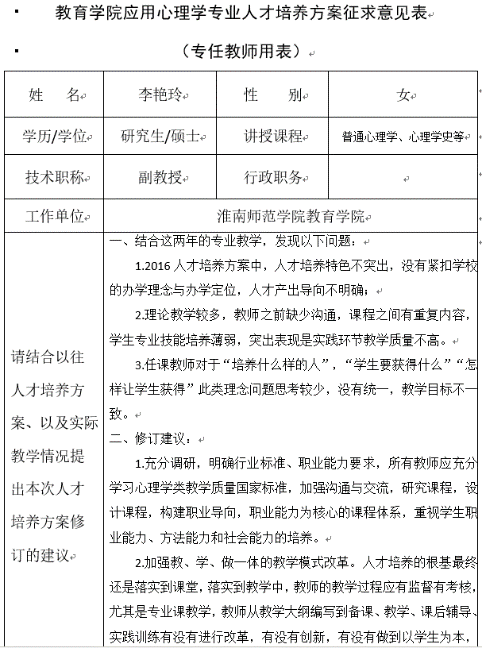 教育学院应用心理学专业人才培养方案征求意见表
（专任教师用表）
姓　名 李艳玲 性　别 女
学历/学位 研究生/硕士 讲授课程 普通心理学、心理学史等
技术职称 副教授 行政职务
工作单位 淮南师范学院教育学院
请结合以往
人才培养方
案、以及实际
教学情况提
出本次人才
培养方案修
订的建议
一、结合这两年的专业教学，发现以下问题：
1.2016 人才培养方案中，人才培养特色不突出，没有紧扣学校
的办学理念与办学定位，人才产出导向不明确；
2.理论教学较多，教师之前缺少沟通，课程之间有重复内容，
学生专业技能培养薄弱，突出表现是实践环节教学质量不高。
3.任课教师对于“培养什么样的人”，“学生要获得什么”“怎
样让学生获得”此类理念问题思考较少，没有统一，教学目标不一
致。
二、修订建议：
1.充分调研，明确行业标准、职业能力要求，所有教师应充分
学习心理学类教学质量国家标准，加强沟通与交流，研究课程，设
计课程，构建职业导向，职业能力为核心的课程体系，重视学生职
业能力、方法能力和社会能力的培养。
2.加强教、学、做一体的教学模式改革。人才培养的根基最终
还是落实到课堂，落实到教学中，教师的教学过程应有监督有考核，
尤其是专业课教学，教师从教学大纲编写到备课、教学、课后辅导、
实践训练有没有进行改革，有没有创新，有没有做到以学生为本，